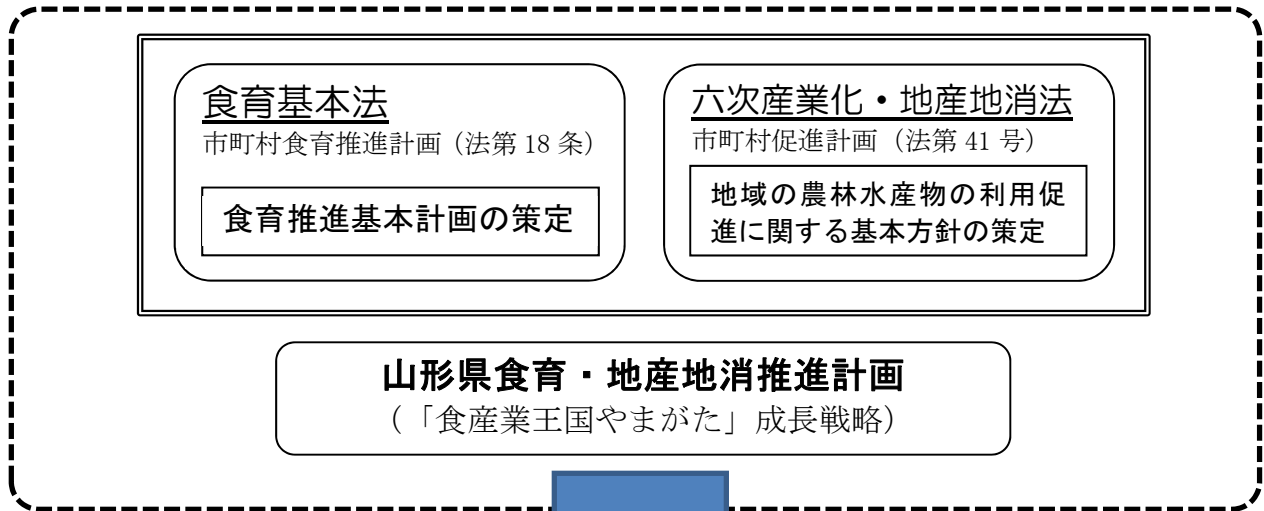 食育基本法
市町村食育推進計画（法第 18 条）
食育推進基本計画の策定
六次産業化・地産地消法
市町村促進計画（法第 41 号）
地域の農林水産物の利用促
進に関する基本方針の策定
山形県食育・地産地消推進計画
（「食産業王国やまがた」成長戦略）